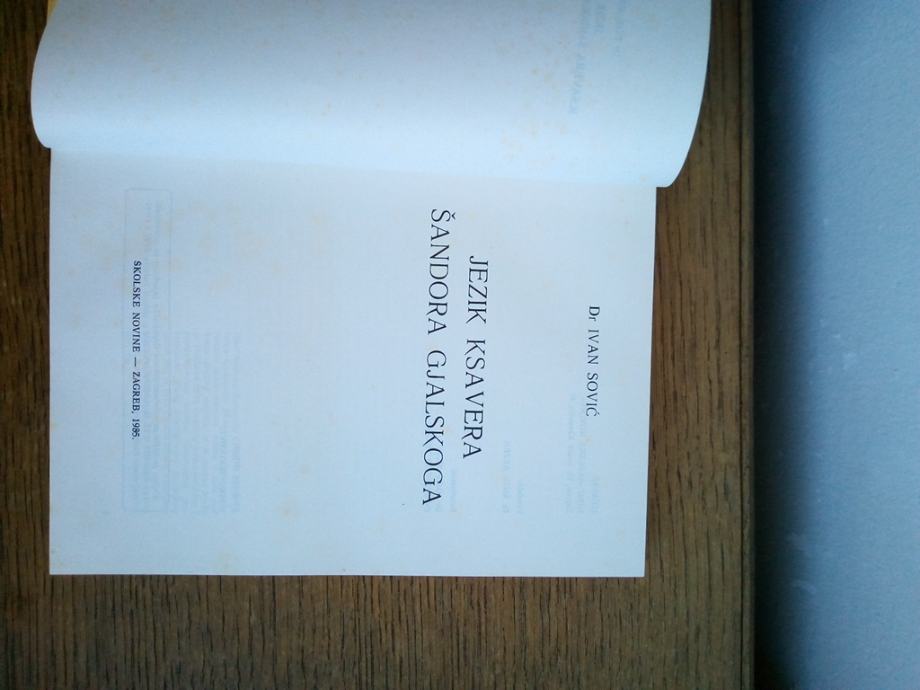 Dr IVAN SOVIĆ
JEZIK KSAVERA
ŠANDORA GJALSKOGA
ŠKOLSKE NOVINE — ZAGREB, 1985.